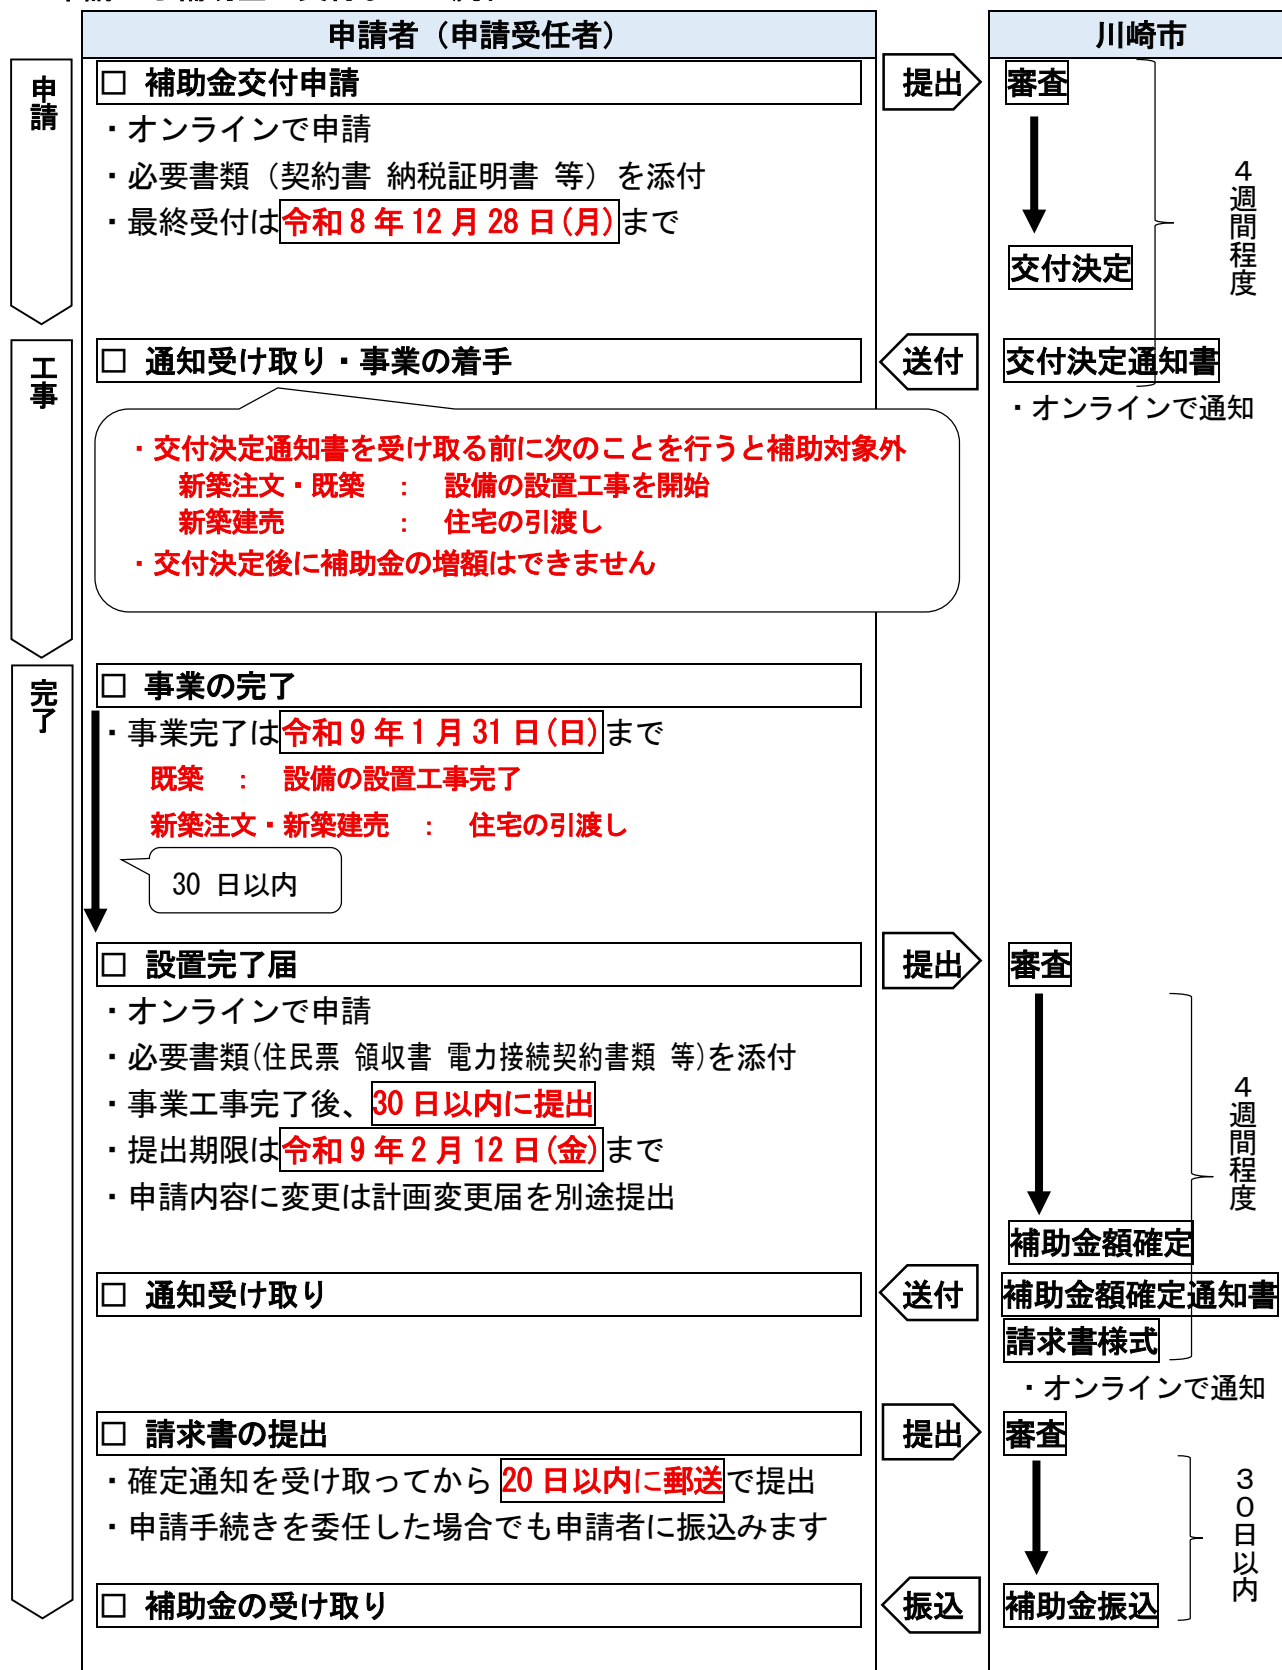 申請者（申請受任者）
川崎市
申請
□ 補助金交付申請
提出
審査
・オンラインで申請
・必要書類（契約書 納税証明書 等）を添付
・最終受付は令和8年12月28日(月)まで
交付決定
４週間程度
工事
□ 通知受け取り・事業の着手
送付
交付決定通知書
・オンラインで通知
・交付決定通知書を受け取る前に次のことを行うと補助対象外
新築注文・既築 ： 設備の設置工事を開始
新築建売 ： 住宅の引渡し
・交付決定後に補助金の増額はできません
完了
□ 事業の完了
・事業完了は令和9年1月31日(日)まで
既築 ： 設備の設置工事完了
新築注文・新築建売 ： 住宅の引渡し
30 日以内
□ 設置完了届
提出
審査
・オンラインで申請
・必要書類(住民票 領収書 電力接続契約書類 等)を添付
・事業工事完了後、30日以内に提出
・提出期限は令和9年2月12日(金)まで
・申請内容に変更は計画変更届を別途提出
４週間程度
補助金額確定
□ 通知受け取り
送付
補助金額確定通知書
請求書様式
・オンラインで通知
□ 請求書の提出
提出
審査
・確定通知を受け取ってから20日以内に郵送で提出
・申請手続きを委任した場合でも申請者に振込みます
３０日以内
□ 補助金の受け取り
振込
補助金振込